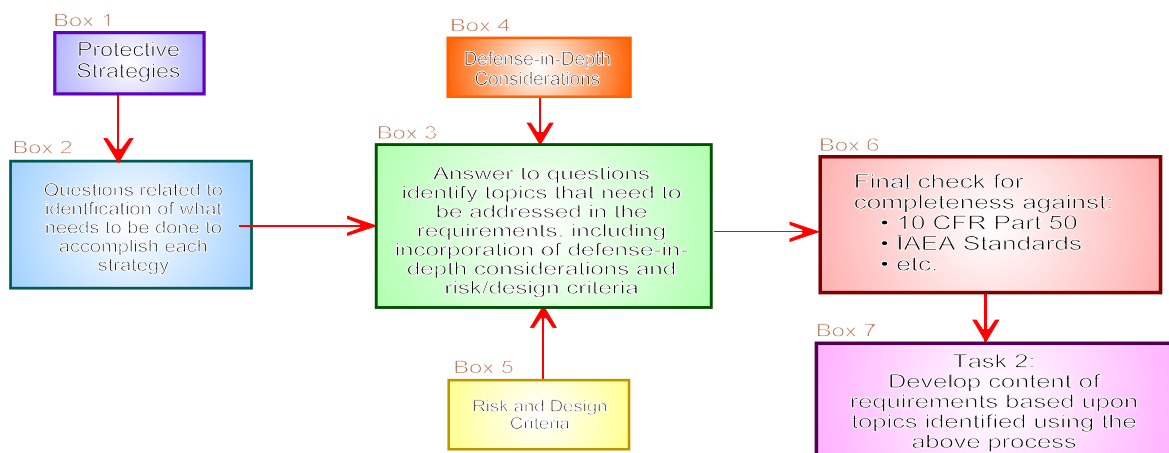 Box 1
Protective
Strategies
Box 2
Questions related to
identfication of what
needs to be done to
accomplish each
strategy
Box 4
Defense-in-Depth
Considerations
Box 3
Answer to questions
identify topics that need to
be addressed in the
requirements, including
incorporation of defense-in-
depth considerations and
risk/design criteria
Box 5
Risk and Design
Criteria
Box 6
Final check for
completeness against:
• 10 CFR Part 50
• IAEA Standards
• etc.
Box 7
Task 2:
Develop content of
requirements based upon
topics identified using the
above process